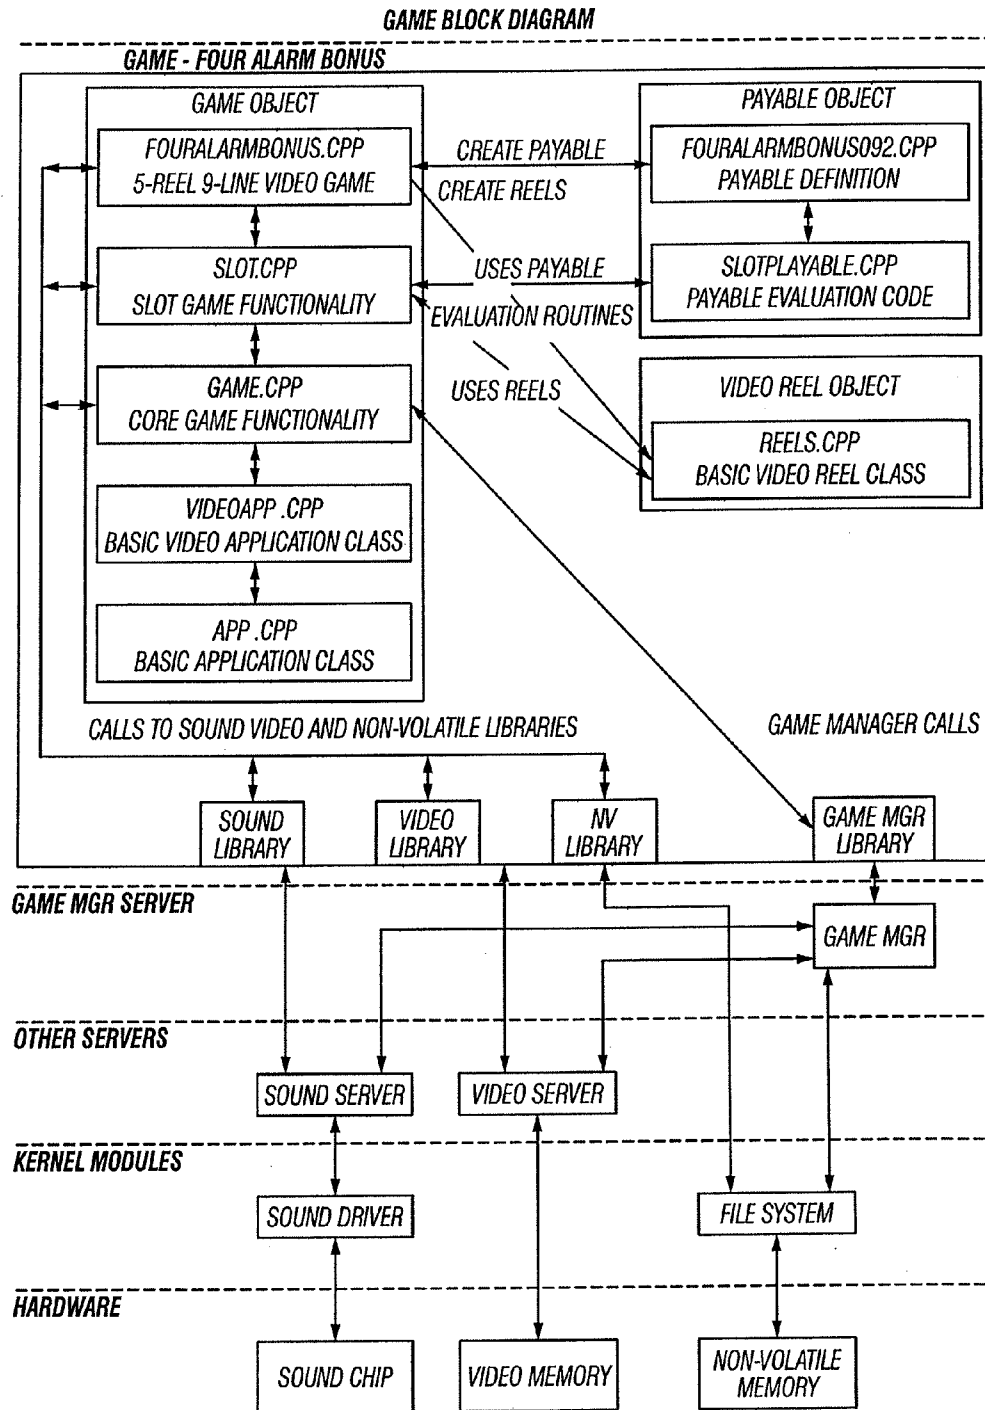 GAME BLOCK DIAGRAM
GAME - FOUR ALARM BONUS
GAME OBJECT
FOURALARMBONUS.CPP
5-REEL 9-LINE VIDEO GAME
SLOT.CPP
SLOT GAME FUNCTIONALITY
GAME.CPP
CORE GAME FUNCTIONALITY
VIDEOAPP .CPP
BASIC VIDEO APPLICATION CLASS
APP .CPP
BASIC APPLICATION CLASS
CREATE PAYABLE
CREATE REELS
USES PAYABLE
EVALUATION ROUTINES
USES REELS
PAYABLE OBJECT
FOURALARMBONUS092.CPP
PAYABLE DEFINITION
SLOTPLAYABLE.CPP
PAYABLE EVALUATION CODE
VIDEO REEL OBJECT
REELS.CPP
BASIC VIDEO REEL CLASS
CALLS TO SOUND VIDEO AND NON-VOLATILE LIBRARIES
GAME MANAGER CALLS
SOUND
LIBRARY
VIDEO
LIBRARY
NV
LIBRARY
GAME MGR
LIBRARY
GAME MGR SERVER
GAME MGR
OTHER SERVERS
SOUND SERVER
VIDEO SERVER
KERNEL MODULES
SOUND DRIVER
FILE SYSTEM
HARDWARE
SOUND CHIP
VIDEO MEMORY
NON-VOLATILE
MEMORY